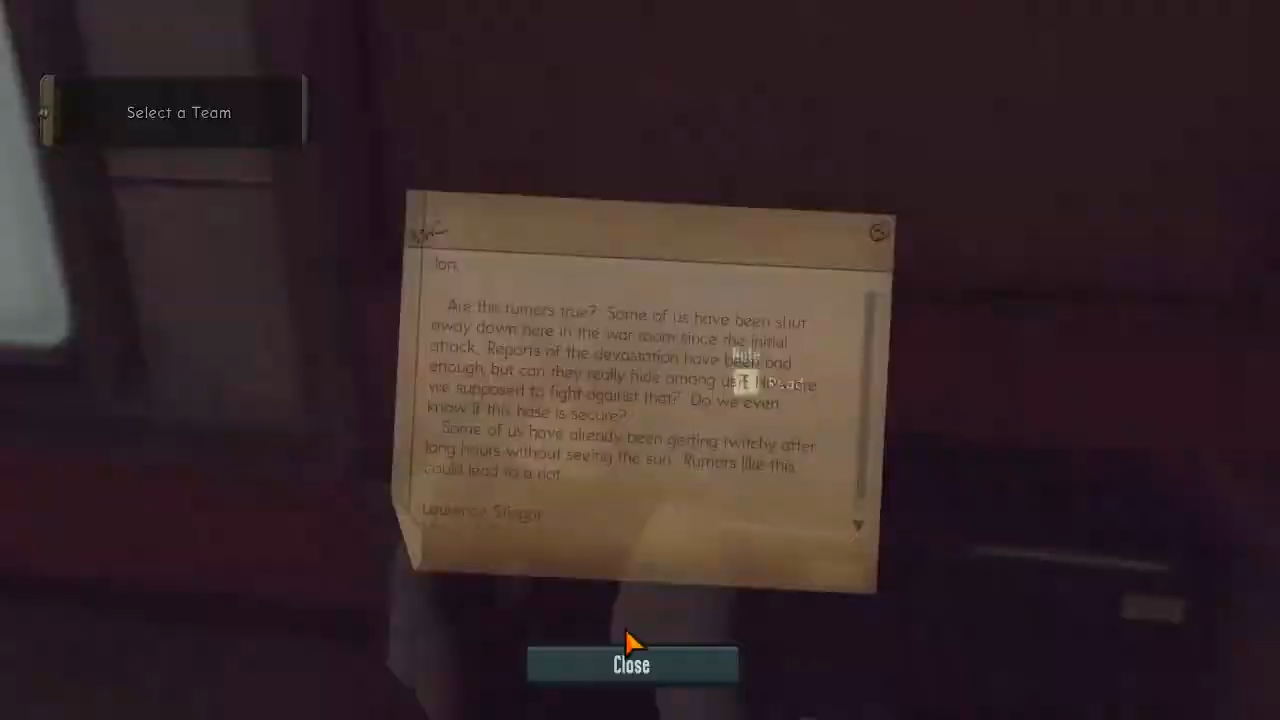 Select a Team
Ion,
Are the rumors true? Some of us have been shut
away down here in the war room since the initial
attack. Reports of the devastation have been bad
enough, but can they really hide among us? How are
we supposed to fight against that? Do we even
know if this base is secure?
Some of us have already been getting twitchy after
long hours without seeing the sun. Rumors like this
could lead to a riot.
Laurence
Note
E
Close